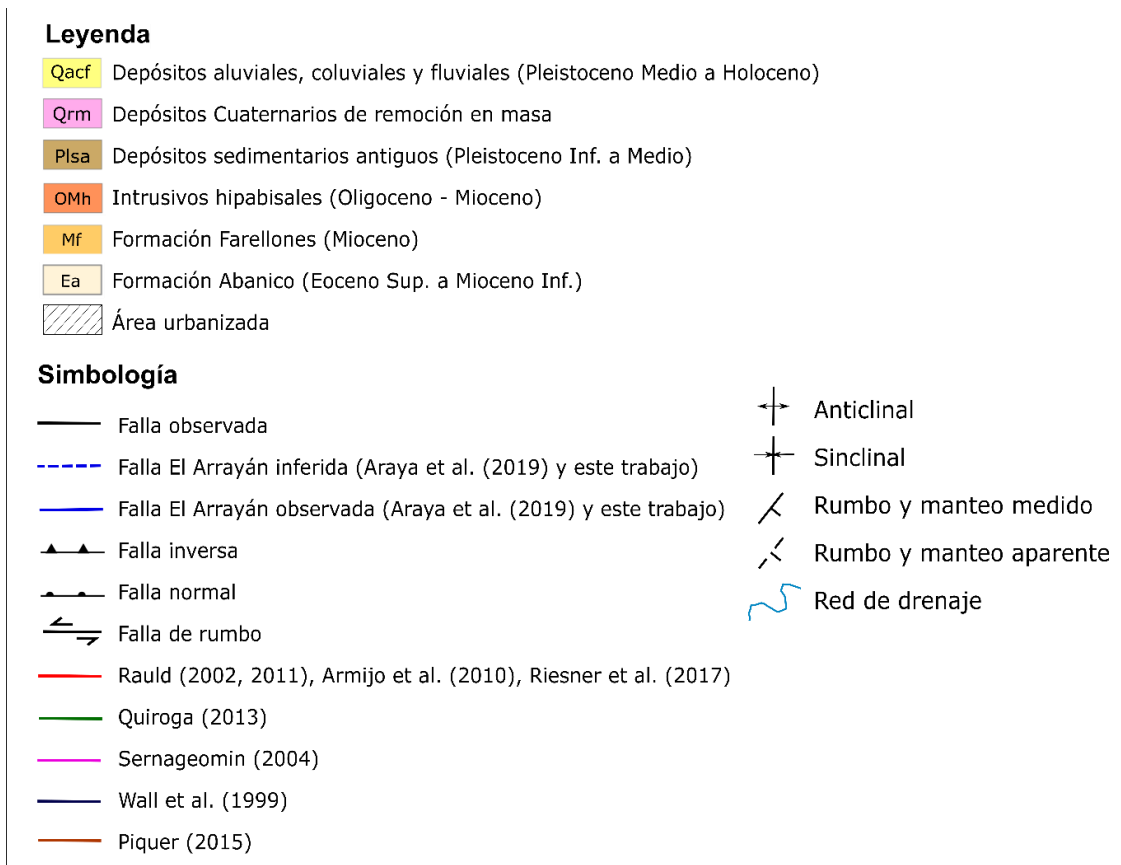 Leyenda
Qacf Depósitos aluviales, coluviales y fluviales (Pleistoceno Medio a Holoceno)
Qrm Depósitos Cuaternarios de remoción en masa
Plsa Depósitos sedimentarios antiguos (Pleistoceno Inf. a Medio)
OMh Intrusivos hipabisales (Oligoceno - Mioceno)
Mf Formación Farellones (Mioceno)
Ea Formación Abanico (Eoceno Sup. a Mioceno Inf.)
Área urbanizada
Simbología
Falla observada
Falla El Arrayán inferida (Araya et al. (2019) y este trabajo)
Falla El Arrayán observada (Araya et al. (2019) y este trabajo)
Falla inversa
Falla normal
Falla de rumbo
Rauld (2002, 2011), Armijo et al. (2010), Riesner et al. (2017)
Quiroga (2013)
Sernageomin (2004)
Wall et al. (1999)
Piquer (2015)
Anticlinal
Sinclinal
Rumbo y manteo medido
Rumbo y manteo aparente
Red de drenaje